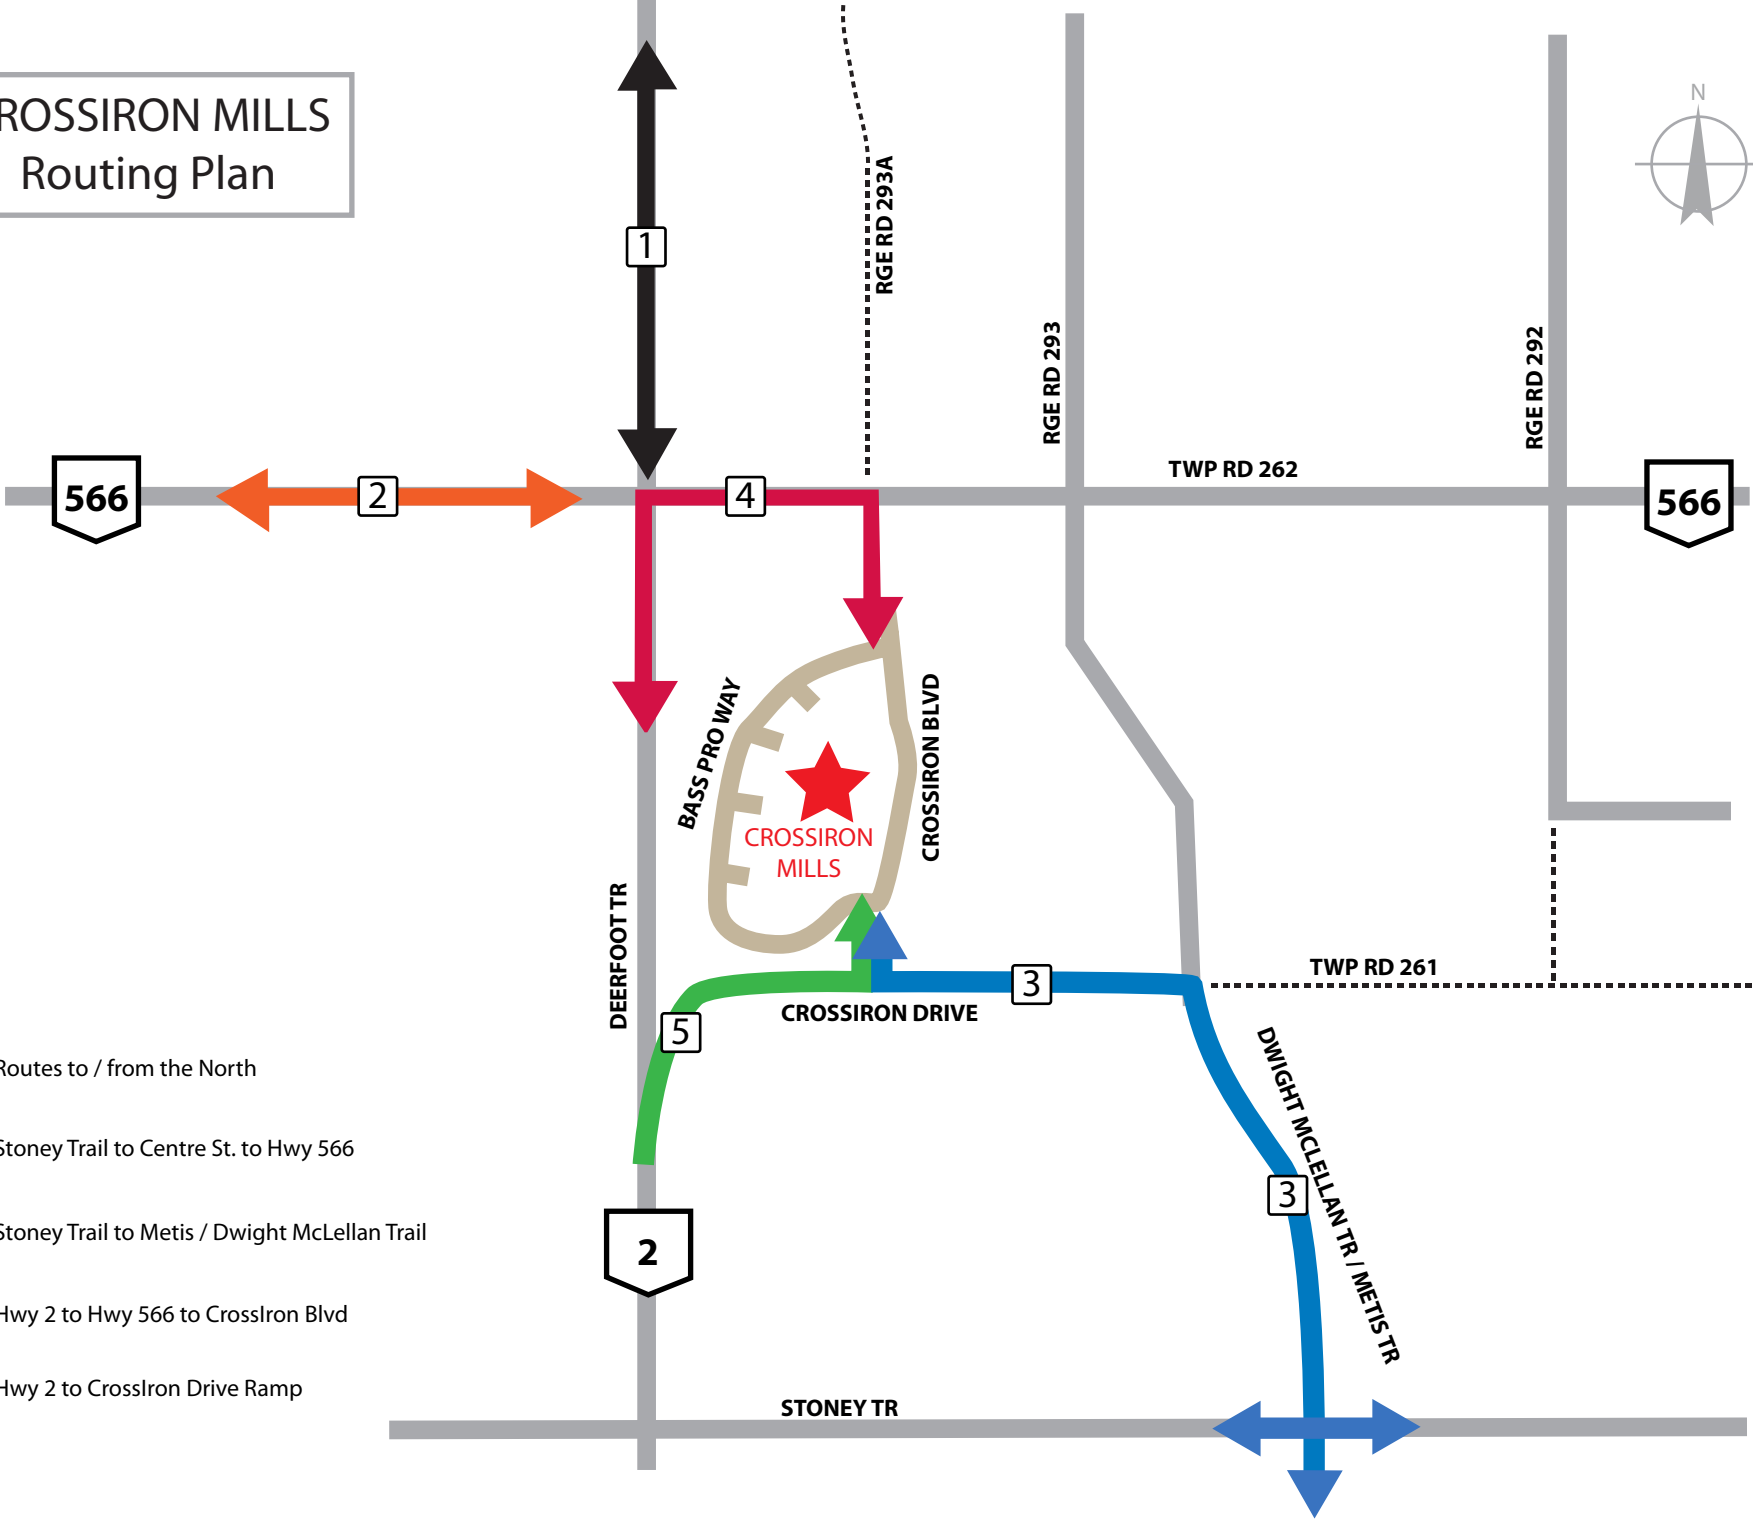 ROSSIRON MILLS
Routing Plan
N
1
RGE RD 293A
RGE RD 293
RGE RD 292
TWP RD 262
566
2
4
566
BASS PRO WAY
CROSSIRON BLVD
CROSSIRON
MILLS
DEERFOOT TR
TWP RD 261
3
CROSSIRON DRIVE
5
DWIGHT MCLELLAN TR / METIS TR
Routes to / from the North
Stoney Trail to Centre St. to Hwy 566
3
Stoney Trail to Metis / Dwight McLellan Trail
2
Hwy 2 to Hwy 566 to CrossIron Blvd
Hwy 2 to CrossIron Drive Ramp
STONEY TR